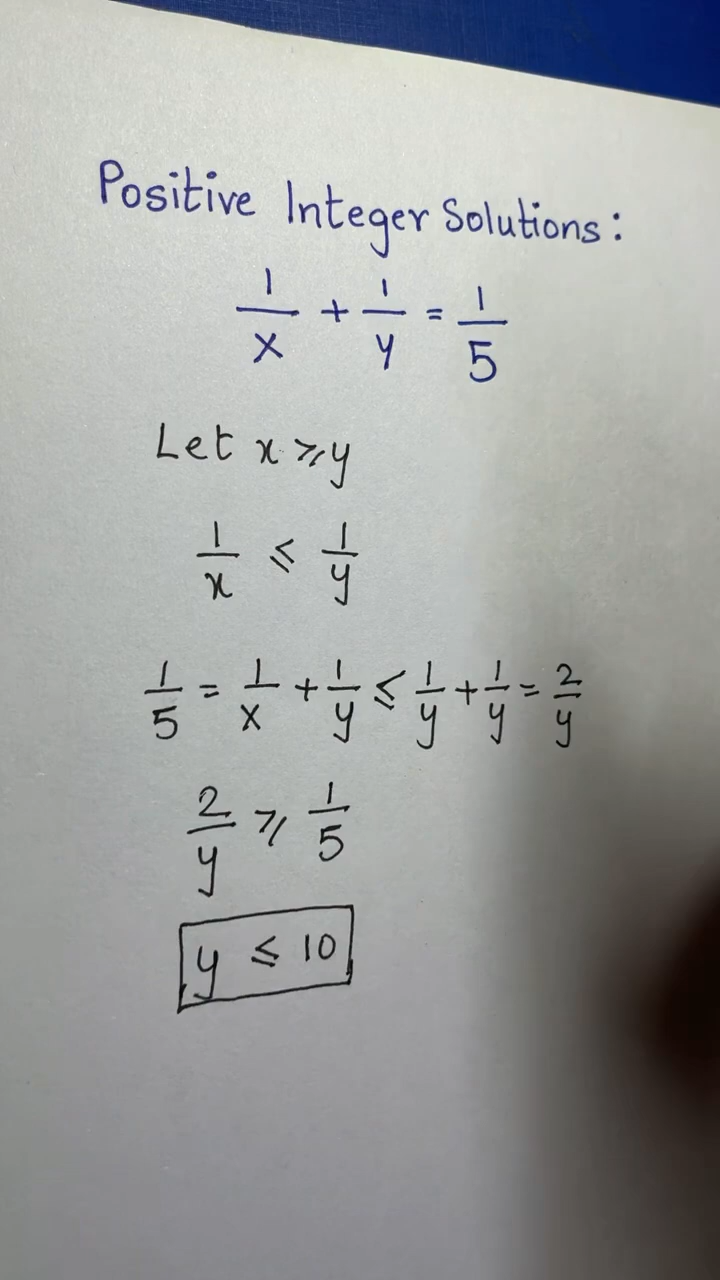 Positive Integer Solutions:
1/x + 1/y = 1/5
Let x ⩾ y
1/x ⩽ 1/y
1/5 = 1/x + 1/y ⩽ 1/y + 1/y = 2/y
2/y ⩾ 1/5
y ⩽ 10